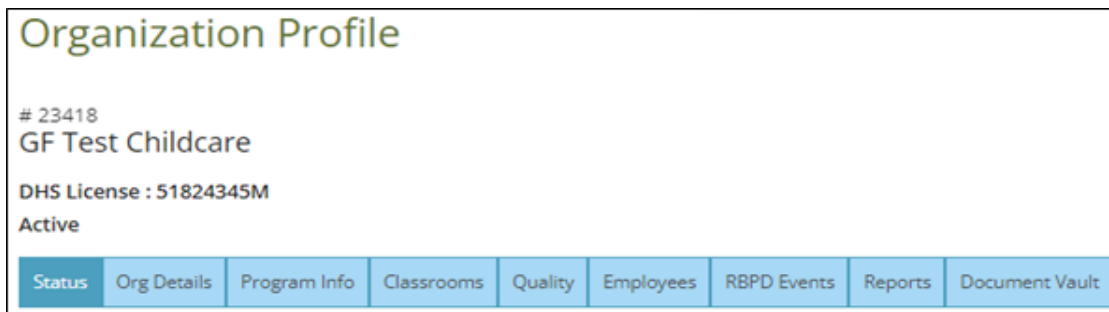 Organization Profile
# 23418
GF Test Childcare
DHS License : 51824345M
Active
Status Org Details Program Info Classrooms Quality Employees RBPD Events Reports Document Vault